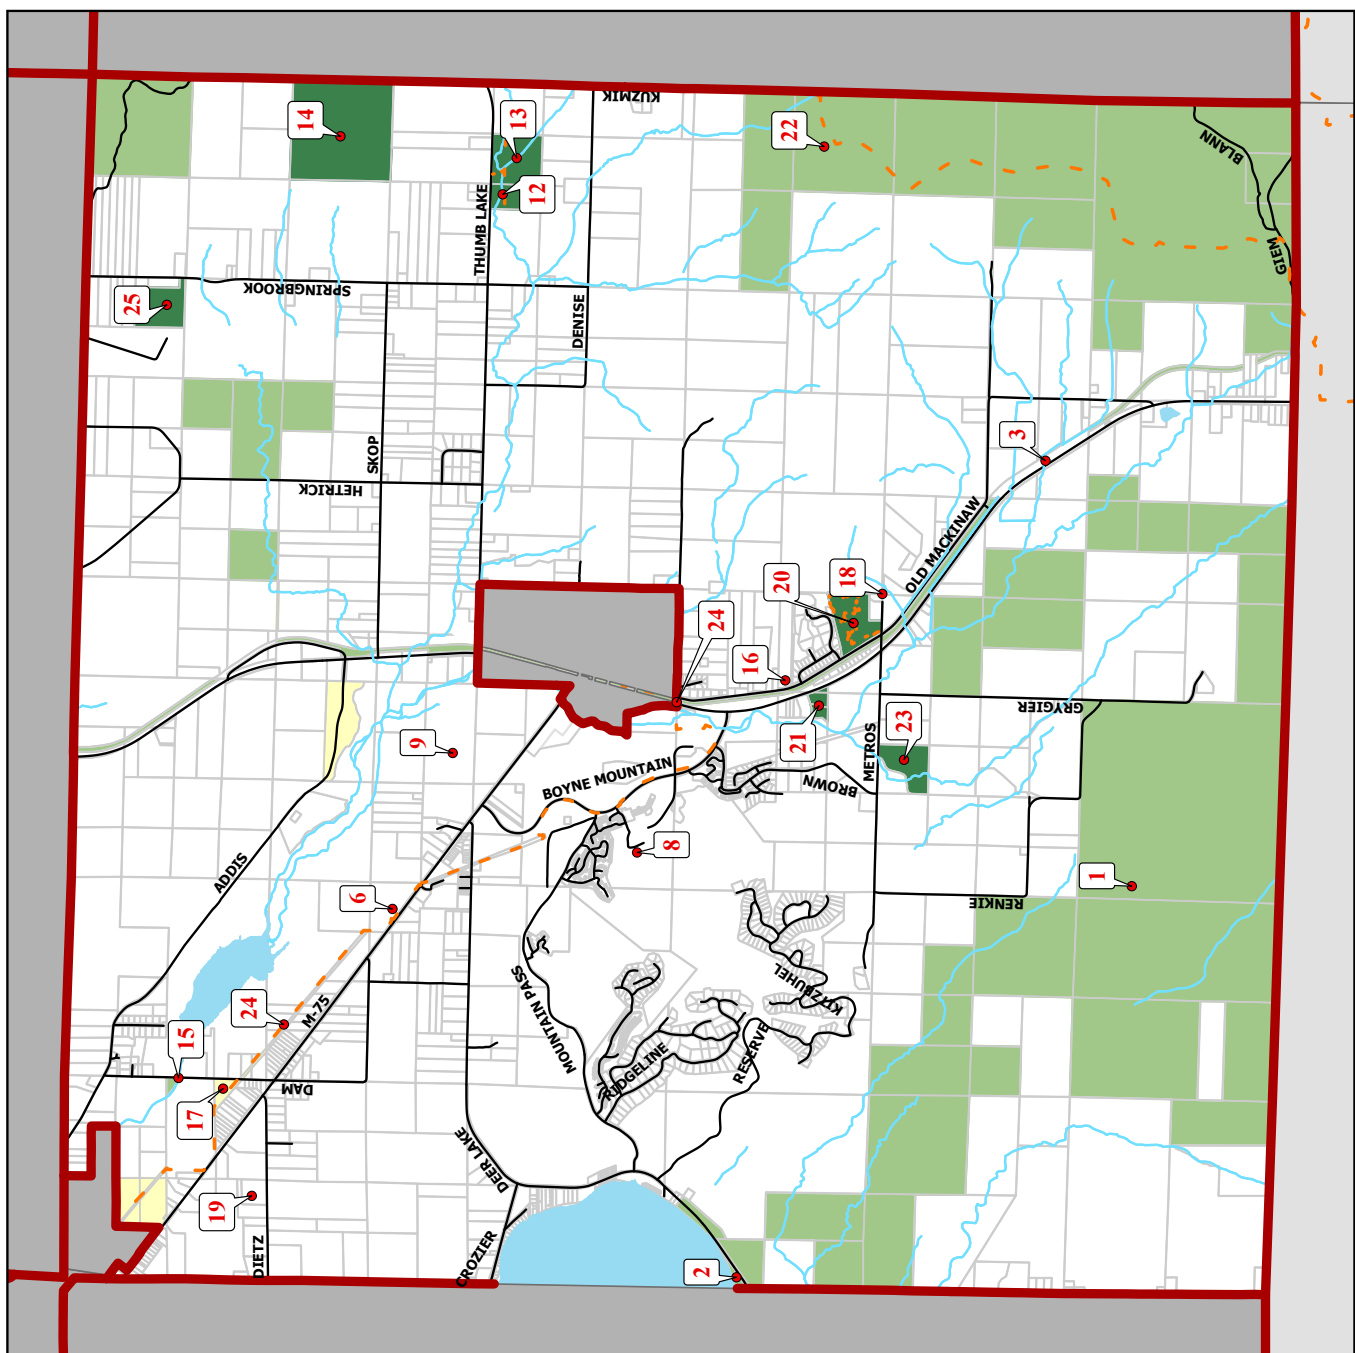 KUZMIK
14
13
22
BLANN
12
THUMB LAKE
GIEM
SPRINGBROOK
25
DENISE
3
SKOP
HETRICK
OLD MACKINAW
20
18
24
16
GRYGIER
21
23
9
METROS
BOYNE MOUNTAIN
BROWN
8
ADDIS
1
6
RENKIE
MOUNTAIN PASS
KITZBUHEL
24
M-75
15
RESERVE
RIDGELINE
DAM
17
DEER LAKE
19
DIETZ
CROZIER
2